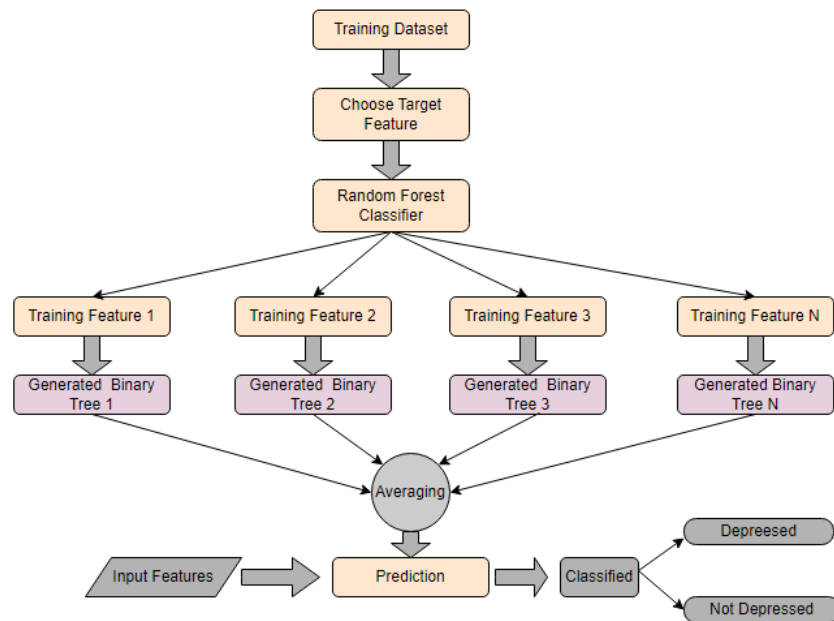 Training Dataset
Choose Target
Feature
Random Forest
Classifier
Training Feature 1
Training Feature 2
Training Feature 3
Training Feature N
Generated Binary
Tree 1
Generated Binary
Tree 2
Generated Binary
Tree 3
Generated Binary
Tree N
Averaging
Input Features
Prediction
Classified
Depreesed
Not Depressed